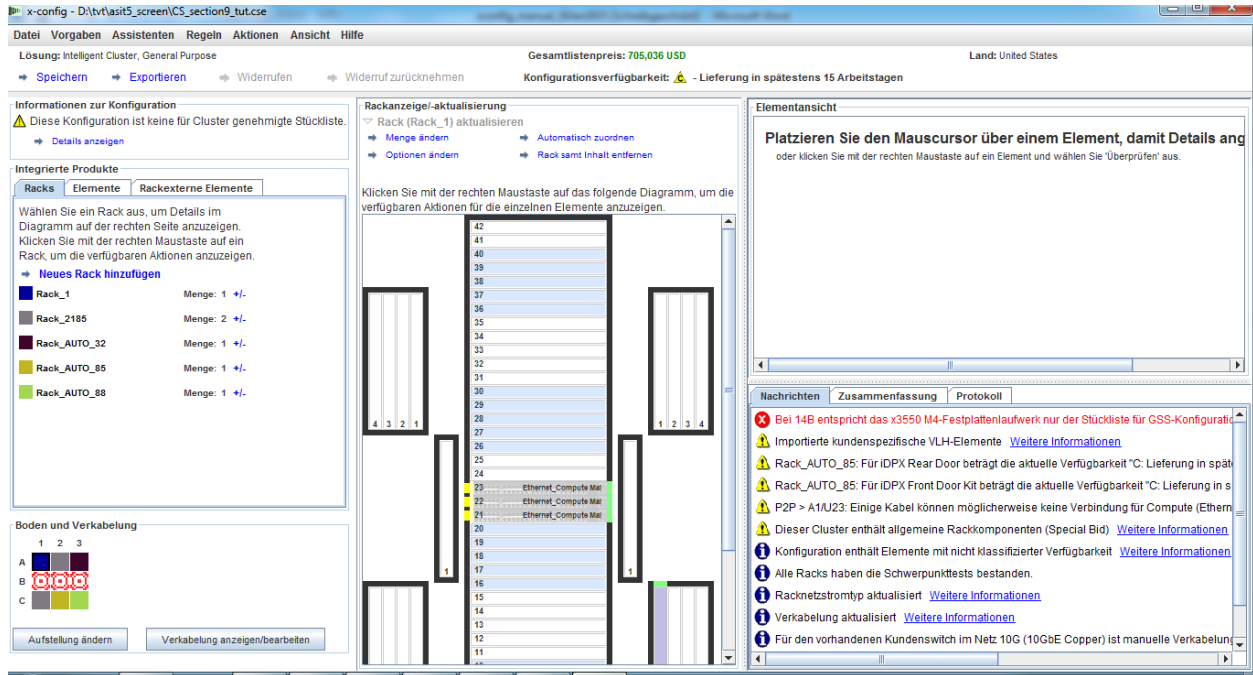 x-config - D:\tvt\asit5_screen\CS_section9_tut.cse
Datei Vorgaben Assistenten Regeln Aktionen Ansicht Hilfe
Lösung: Intelligent Cluster, General Purpose
Gesamtlistenpreis: 705,036 USD
Land: United States
Speichern Exportieren Widerrufen Widerruf zurücknehmen
Konfigurationsverfügbarkeit: C - Lieferung in spätestens 15 Arbeitstagen
Informationen zur Konfiguration
Diese Konfiguration ist keine für Cluster genehmigte Stückliste.
Details anzeigen
Integrierte Produkte
Racks Elemente Rackexterne Elemente
Wählen Sie ein Rack aus, um Details im
Diagramm auf der rechten Seite anzuzeigen.
Klicken Sie mit der rechten Maustaste auf ein
Rack, um die verfügbaren Aktionen anzuzeigen.
Neues Rack hinzufügen
Rack_1 Menge: 1 +/-
Rack_2185 Menge: 2 +/-
Rack_AUTO_32 Menge: 1 +/-
Rack_AUTO_85 Menge: 1 +/-
Rack_AUTO_88 Menge: 1 +/-
Boden und Verkabelung
1 2 3
A
B
C
Aufstellung ändern Verkabelung anzeigen/bearbeiten
Rackanzeige/-aktualisierung
Rack (Rack_1) aktualisieren
Menge ändern Automatisch zuordnen
Optionen ändern Rack samt Inhalt entfernen
Klicken Sie mit der rechten Maustaste auf das folgende Diagramm, um die
verfügbaren Aktionen für die einzelnen Elemente anzuzeigen.
42
41
40
39
38
37
36
35
34
33
32
31
30
29
28
4 3 2 1
1 2 3 4
27
26
25
24
23 Ethernet_Compute Mat
22 Ethernet_Compute Mat
21 Ethernet_Compute Mat
20
19
18
17
1
1
16
15
14
13
12
11
Elementansicht
Platzieren Sie den Mauscursor über einem Element, damit Details ang
oder klicken Sie mit der rechten Maustaste auf ein Element und wählen Sie 'Überprüfen' aus.
Nachrichten Zusammenfassung Protokoll
Bei 14B entspricht das x3550 M4-Festplattenlaufwerk nur der Stückliste für GSS-Konfiguratio
Importierte kundenspezifische VLH-Elemente Weitere Informationen
Rack_AUTO_85: Für iDPX Rear Door beträgt die aktuelle Verfügbarkeit "C: Lieferung in späte
Rack_AUTO_85: Für iDPX Front Door Kit beträgt die aktuelle Verfügbarkeit "C: Lieferung in s
P2P > A1/U23: Einige Kabel können möglicherweise keine Verbindung für Compute (Ethern
Dieser Cluster enthält allgemeine Rackkomponenten (Special Bid) Weitere Informationen
Konfiguration enthält Elemente mit nicht klassifizierter Verfügbarkeit Weitere Informationen
Alle Racks haben die Schwerpunkttests bestanden.
Racknetzstromtyp aktualisiert Weitere Informationen
Verkabelung aktualisiert Weitere Informationen
Für den vorhandenen Kundenswitch im Netz 10G (10GbE Copper) ist manuelle Verkabelung